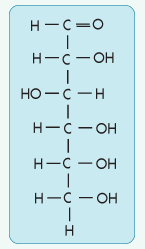 H — C = O
H — C — OH
HO — C — H
H — C — OH
H — C — OH
H — C — OH
H